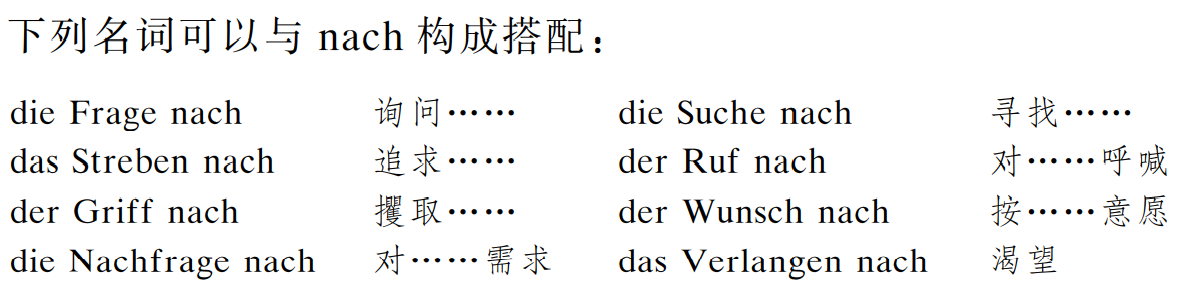 下列名词可以与 nach 构成搭配：
die Frage nach 询问…… die Suche nach 寻找……
das Streben nach 追求…… der Ruf nach 对……呼喊
der Griff nach 攫取…… der Wunsch nach 按……意愿
die Nachfrage nach 对……需求 das Verlangen nach 渴望